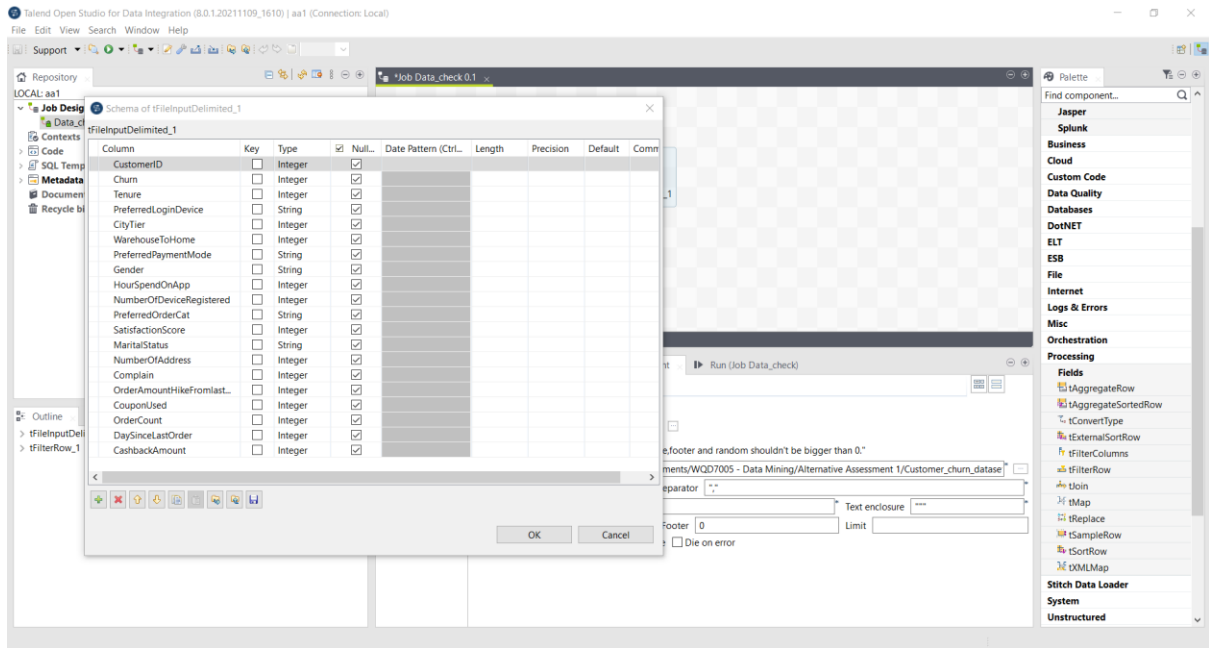 Talend Open Studio for Data Integration (8.0.1.20211109_1610) | aa1 (Connection: Local)
File Edit View Search Window Help
Support
Repository
*Job Data_check 0.1
Palette
LOCAL: aa1
Find component...
Job Desig
Schema of tFileInputDelimited_1
Jasper
Data_cl
tFileInputDelimited_1
Splunk
Contexts
Column Key Type Null... Date Pattern (Ctrl... Length Precision Default Comm
Business
Code
CustomerID Integer
Cloud
SQL Temp
Churn Integer
Custom Code
Metadata
Tenure Integer
_1
Data Quality
Documen
PreferredLoginDevice String
Databases
Recycle bi
CityTier Integer
DotNET
WarehouseToHome Integer
ELT
PreferredPaymentMode String
ESB
Gender String
File
HourSpendOnApp Integer
Internet
NumberOfDeviceRegistered Integer
Logs & Errors
PreferredOrderCat String
Misc
SatisfactionScore Integer
Orchestration
MaritalStatus String
Processing
NumberOfAddress Integer
nt Run (Job Data_check)
Fields
Complain Integer
tAggregateRow
OrderAmountHikeFromlast... Integer
tAggregateSortedRow
CouponUsed Integer
tConvertType
Outline
OrderCount Integer
tExternalSortRow
tFileInputDeli
DaySinceLastOrder Integer
tFilterColumns
tFilterRow_1
CashbackAmount Integer
e,footer and random shouldn't be bigger than 0."
tFilterRow
ments/WQD7005 - Data Mining/Alternative Assessment 1/Customer_churn_datase
tJoin
eparator ","
tMap
* Text enclosure """"
tReplace
Footer 0 Limit
tSampleRow
OK Cancel
Die on error
tSortRow
tXMLMap
Stitch Data Loader
System
Unstructured